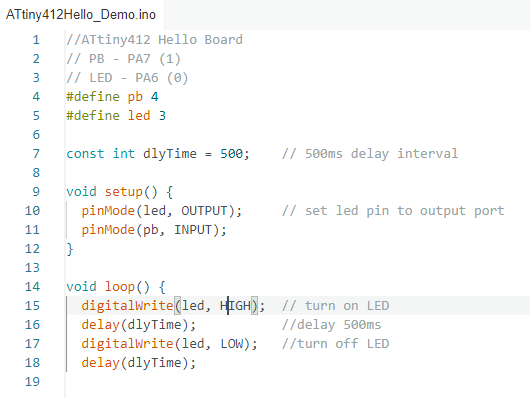 ATtiny412Hello_Demo.ino
1 //ATtiny412 Hello Board
2 // PB - PA7 (1)
3 // LED - PA6 (0)
4 #define pb 4
5 #define led 3
6
7 const int dlyTime = 500;    // 500ms delay interval
8
9 void setup() {
10   pinMode(led, OUTPUT);     // set led pin to output port
11   pinMode(pb, INPUT);
12 }
13
14 void loop() {
15   digitalWrite(led, HIGH);  // turn on LED
16   delay(dlyTime);           //delay 500ms
17   digitalWrite(led, LOW);   //turn off LED
18   delay(dlyTime);
19